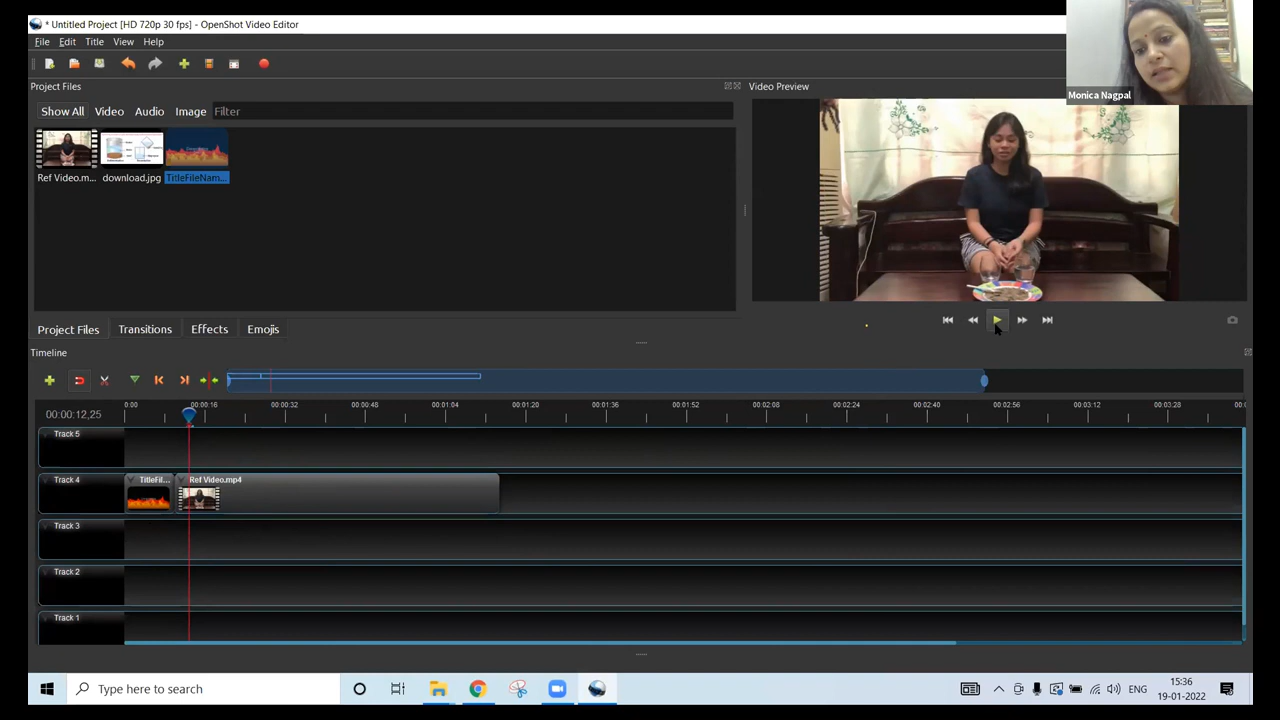 * Untitled Project [HD 720p 30 fps] - OpenShot Video Editor
File Edit Title View Help
Monica Nagpal
Project Files
Video Preview
Show All Video Audio Image Filter
Ref Video.m... download.jpg TitleFileNam...
Project Files Transitions Effects Emojis
Timeline
00:00:12,25
0:00 00:00:16 00:00:32 00:00:48 00:01:04 00:01:20 00:01:36 00:01:52 00:02:08 00:02:24 00:02:40 00:02:56 00:03:12 00:03:28
Track 5
Track 4 TitleFil... Ref Video.mp4
Track 3
Track 2
Track 1
Type here to search
ENG
15:36
19-01-2022